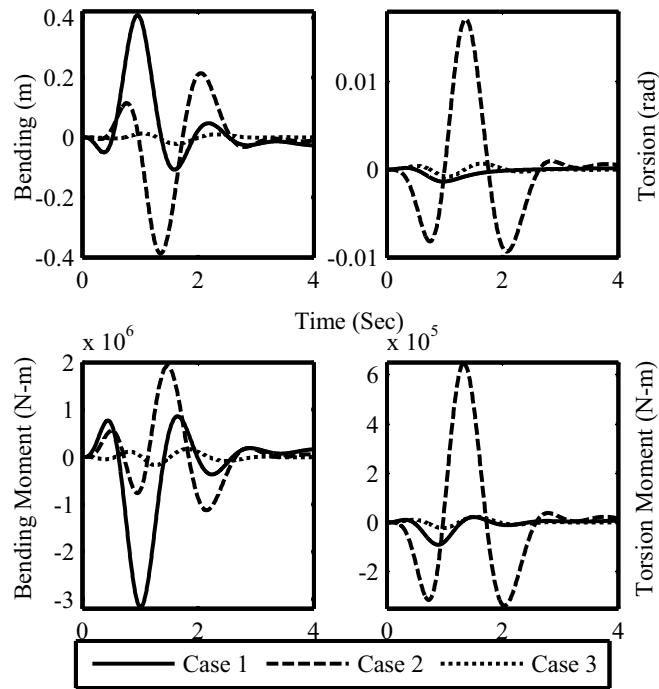 0.4
0.2
0
-0.2
-0.4
0 2 4
Bending (m)
0.01
0
-0.01
0 2 4
Torsion (rad)
Time (Sec)
x 10^6
2
1
0
-1
-2
-3
0 2 4
Bending Moment (N-m)
x 10^5
6
4
2
0
-2
0 2 4
Torsion Moment (N-m)
Case 1 Case 2 Case 3